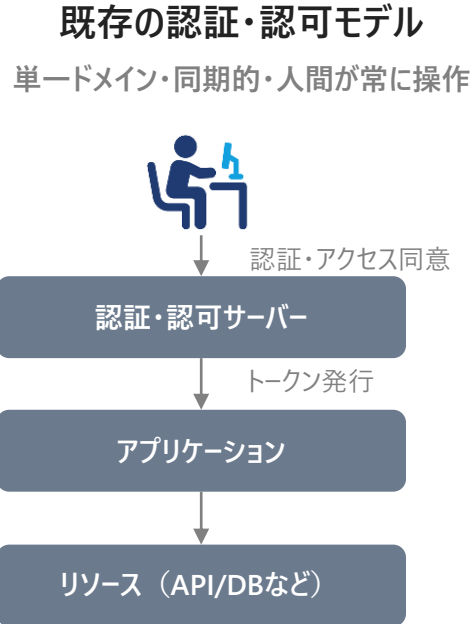 既存の認証・認可モデル
単一ドメイン・同期的・人間が常に操作
認証・アクセス同意
認証・認可サーバー
トークン発行
アプリケーション
リソース（API/DBなど）